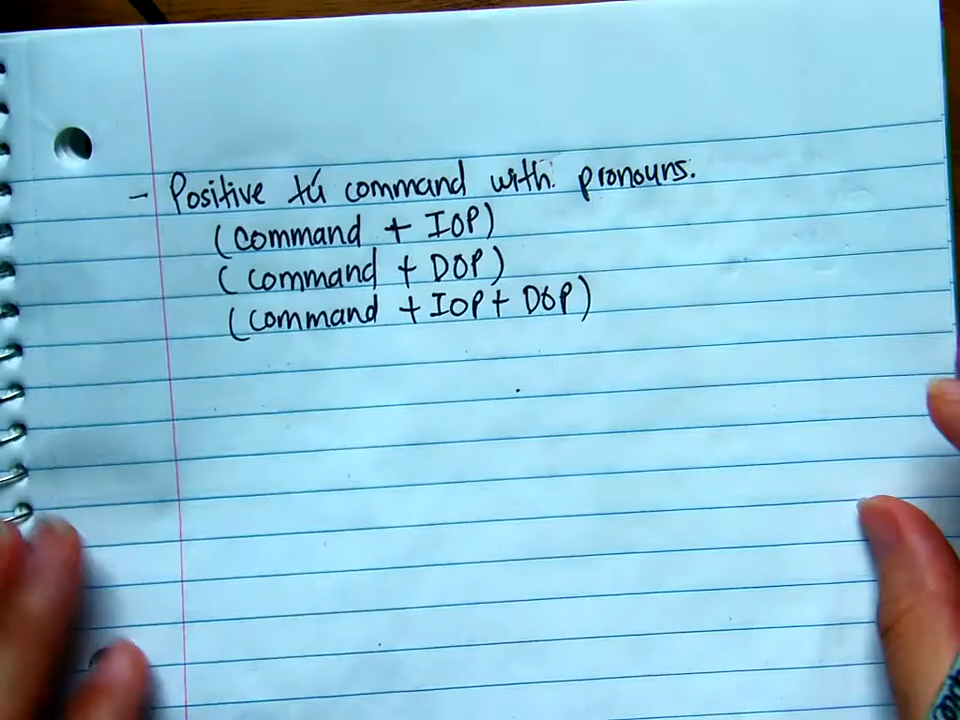 - Positive tú command with pronouns.
(command + IOP)
(command + DOP)
(command + IOP + DOP)